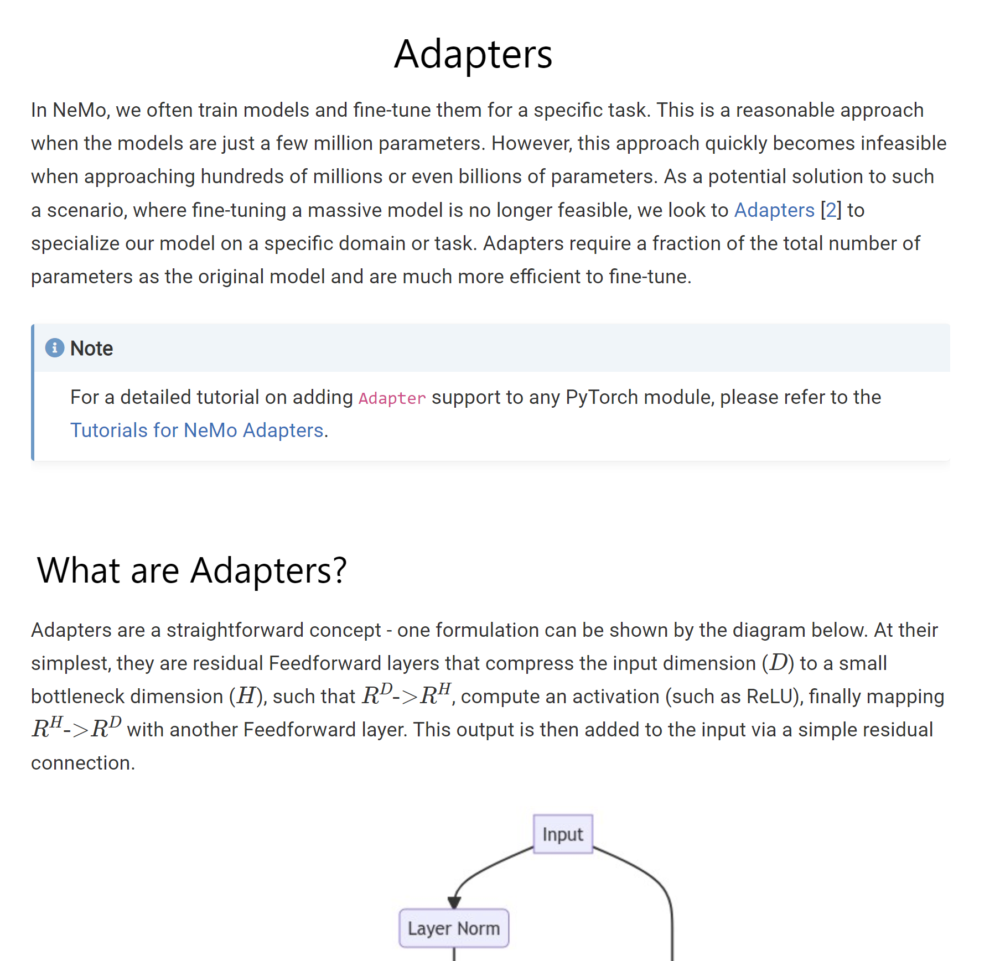 Adapters
In NeMo, we often train models and fine-tune them for a specific task. This is a reasonable approach
when the models are just a few million parameters. However, this approach quickly becomes infeasible
when approaching hundreds of millions or even billions of parameters. As a potential solution to such
a scenario, where fine-tuning a massive model is no longer feasible, we look to Adapters [2] to
specialize our model on a specific domain or task. Adapters require a fraction of the total number of
parameters as the original model and are much more efficient to fine-tune.
Note
For a detailed tutorial on adding Adapter support to any PyTorch module, please refer to the
Tutorials for NeMo Adapters.
What are Adapters?
Adapters are a straightforward concept - one formulation can be shown by the diagram below. At their
simplest, they are residual Feedforward layers that compress the input dimension (D) to a small
bottleneck dimension (H), such that R^D->R^H, compute an activation (such as ReLU), finally mapping
R^H->R^D with another Feedforward layer. This output is then added to the input via a simple residual
connection.
Input
Layer Norm